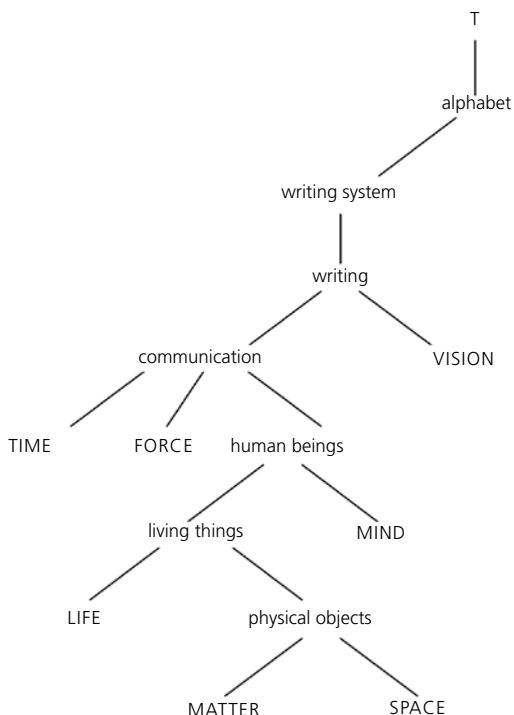 T
alphabet
writing system
writing
communication VISION
TIME FORCE human beings
living things MIND
LIFE physical objects
MATTER SPACE